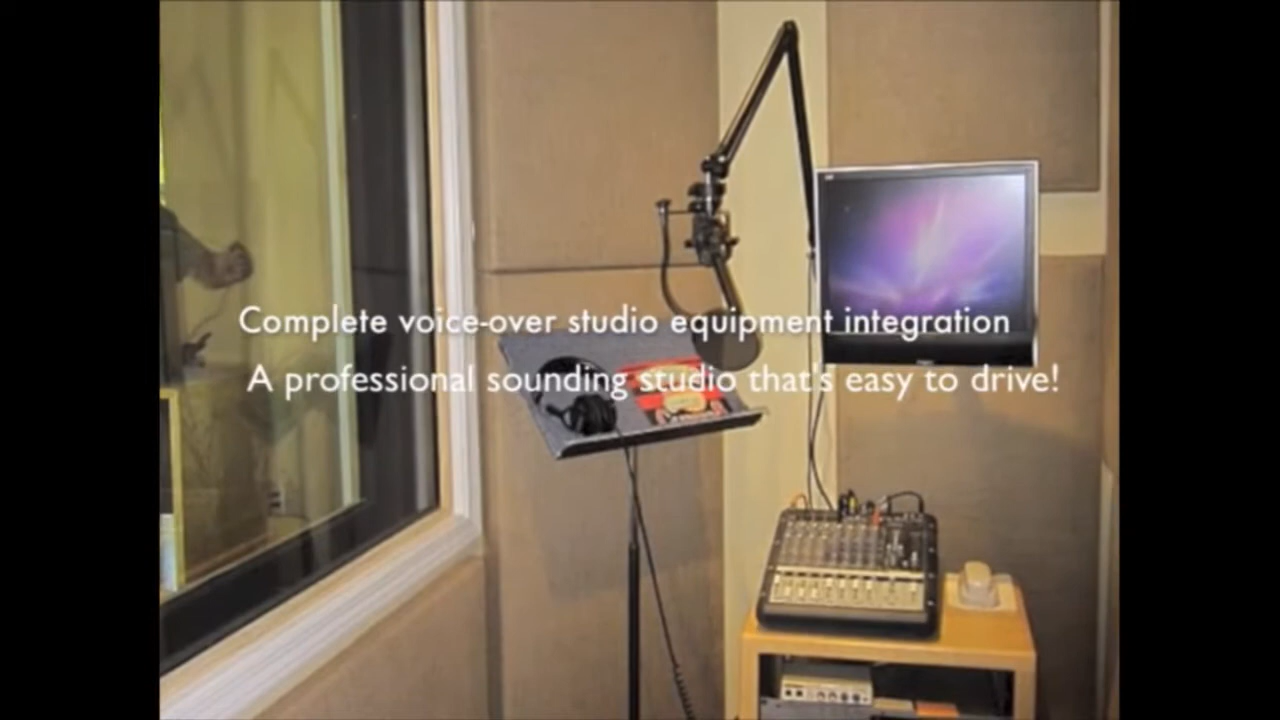 Complete voice-over studio equipment integration
A professional sounding studio that's easy to drive!